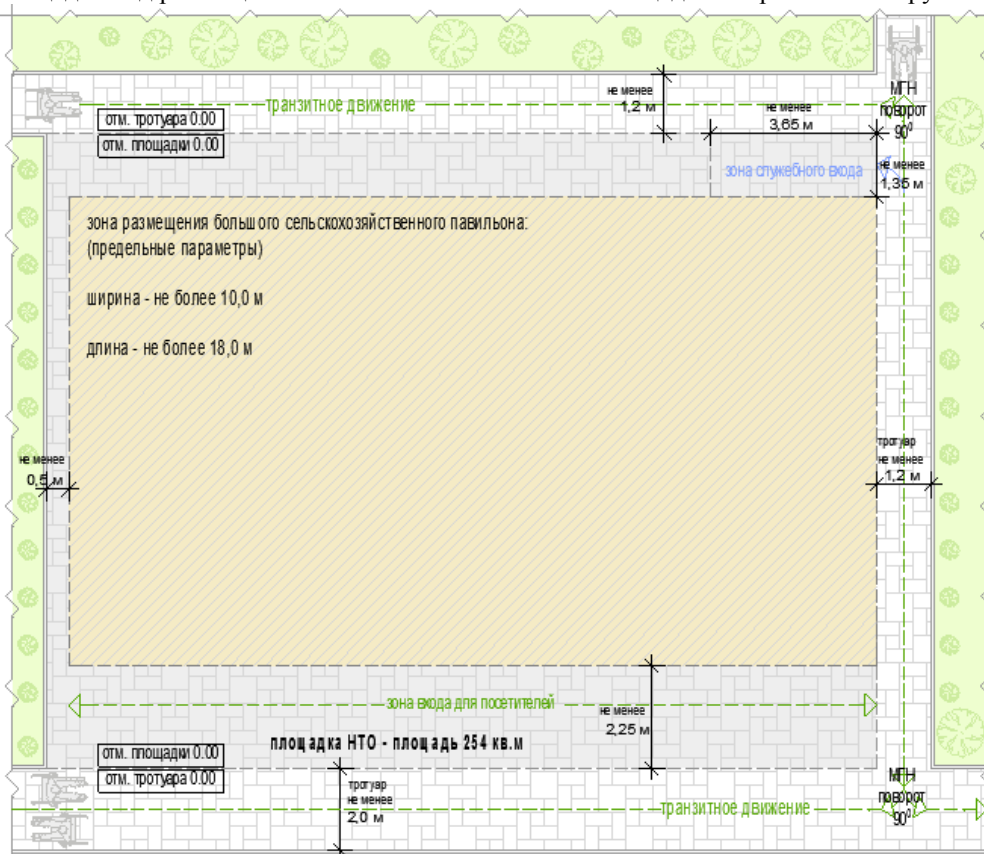 не менее
1,2 м
МГН
поворот
90⁰
транзитное движение
не менее
3,65 м
отм. тротуара 0.00
отм. площадки 0.00
зона служебного входа
не менее
1,35 м
зона размещения большого сельскохозяйственного павильона:
(предельные параметры)
ширина - не более 10,0 м
длина - не более 18,0 м
не менее
0,5 м
тротуар
не менее
1,2 м
зона входа для посетителей
не менее
2,25 м
площадка НТО - площадь 254 кв.м
отм. площадки 0.00
отм. тротуара 0.00
тротуар
не менее
2,0 м
транзитное движение
МГН
поворот
90⁰